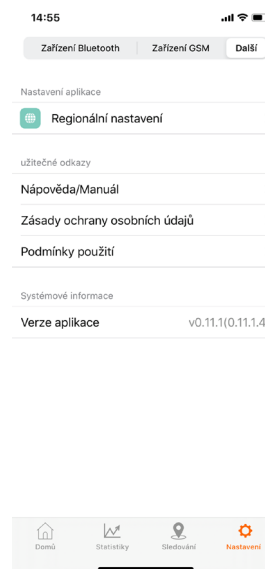 14:55
Zařízení Bluetooth Zařízení GSM Další
Nastavení aplikace
Regionální nastavení
užitečné odkazy
Nápověda/Manuál
Zásady ochrany osobních údajů
Podmínky použití
Systémové informace
Verze aplikace v0.11.1(0.11.1.4
Domů Statistiky Sledování Nastavení